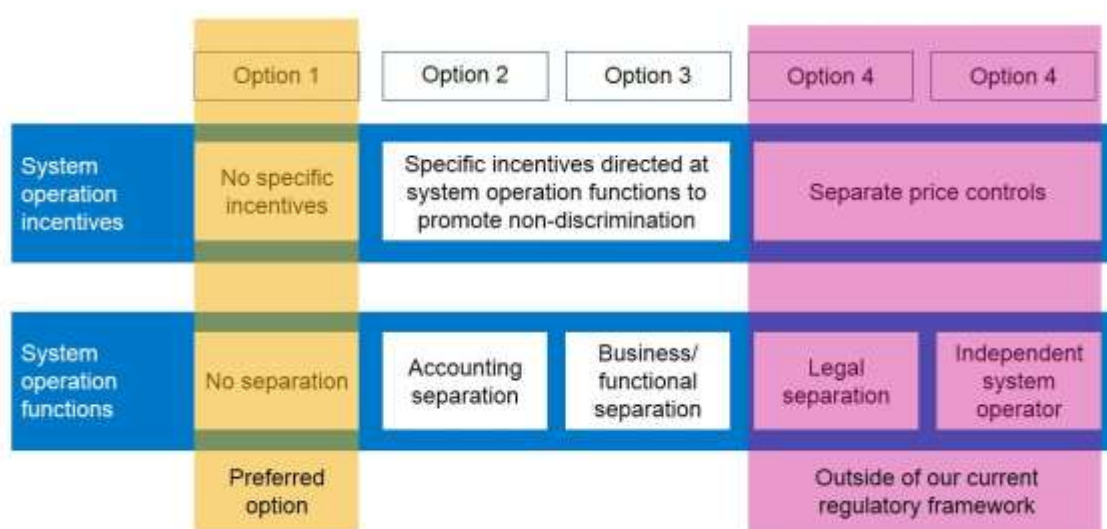 Option 1
Option 2
Option 3
Option 4
Option 4
System
operation
incentives
No specific
incentives
Specific incentives directed at
system operation functions to
promote non-discrimination
Separate price controls
System
operation
functions
No separation
Accounting
separation
Business/
functional
separation
Legal
separation
Independent
system
operator
Preferred
option
Outside of our current
regulatory framework